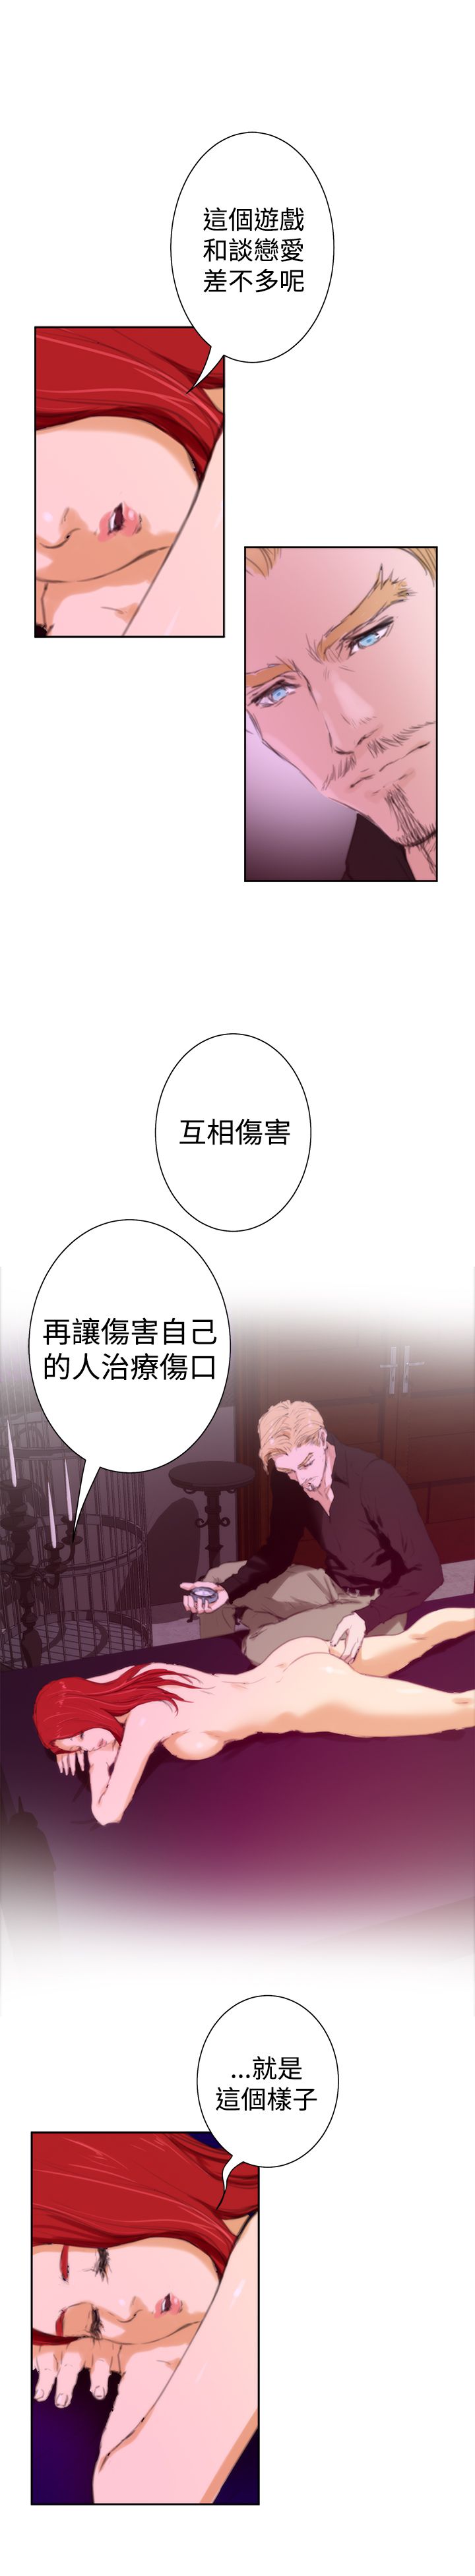 這個遊戲
和談戀愛
差不多呢
互相傷害
再讓傷害自己
的人治療傷口
...就是
這個樣子